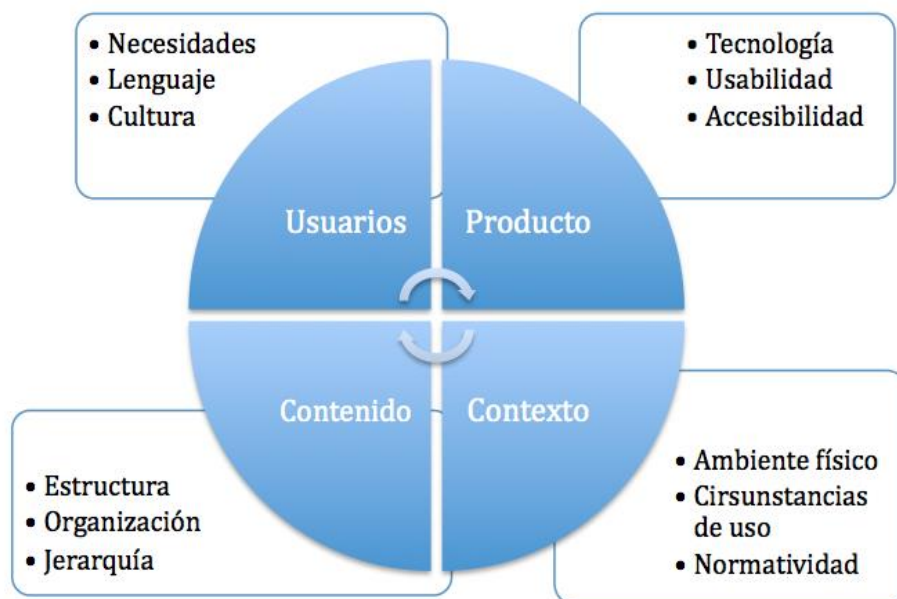 • Necesidades
• Lenguaje
• Cultura
• Tecnología
• Usabilidad
• Accesibilidad
Usuarios
Producto
Contenido
Contexto
• Estructura
• Organización
• Jerarquía
• Ambiente físico
• Cirsunstancias
de uso
• Normatividad